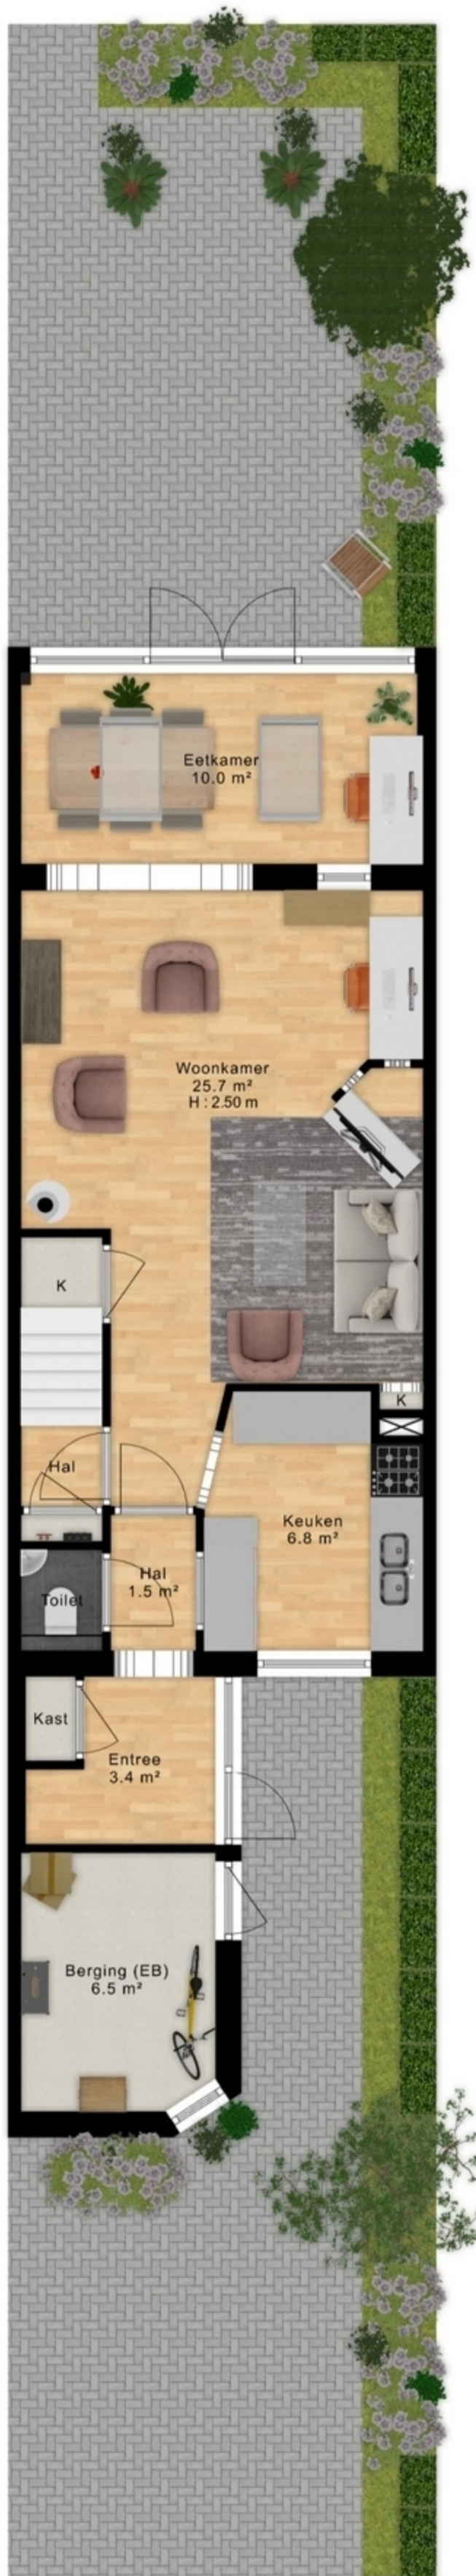 Eetkamer
10.0 m²
Woonkamer
25.7 m²
H : 2.50 m
K
K
Hal
Keuken
6.8 m²
Hal
1.5 m²
Toilet
Kast
Entree
3.4 m²
Berging (EB)
6.5 m²